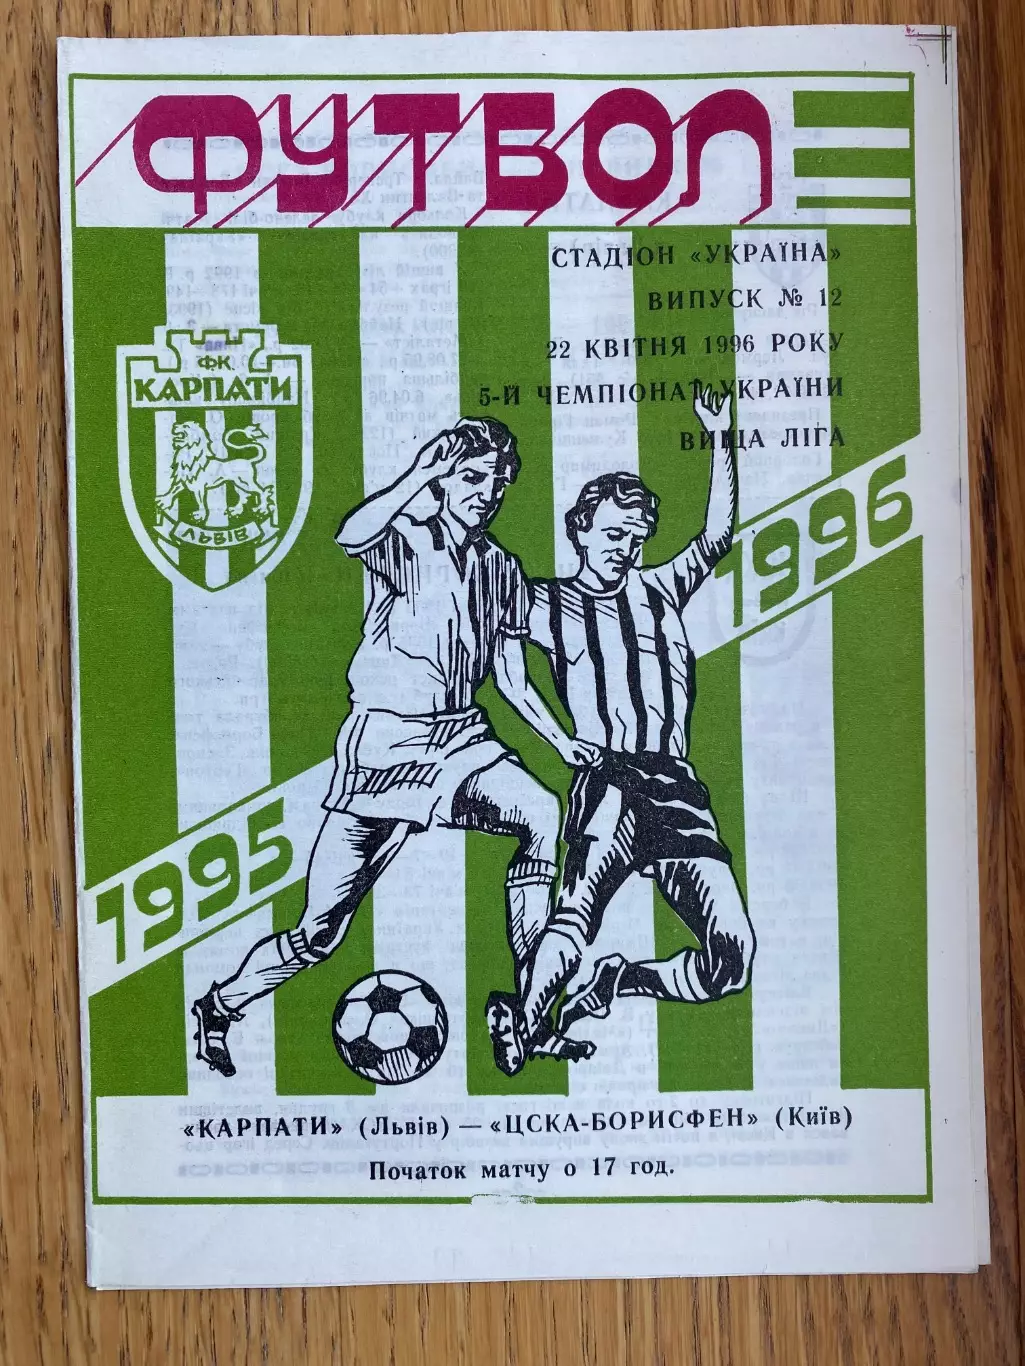 ФУТБОЛ
СТАДІОН «УКРАЇНА»
ВИПУСК № 12
22 КВІТНЯ 1996 РОКУ
5-Й ЧЕМПІОНАТ УКРАЇНИ
ВИЩА ЛІГА
ФК
КАРПАТИ
ЛЬВІВ
1996
1995
«КАРПАТИ» (Львів) — «ЦСКА-БОРИСФЕН» (Київ)
Початок матчу о 17 год.